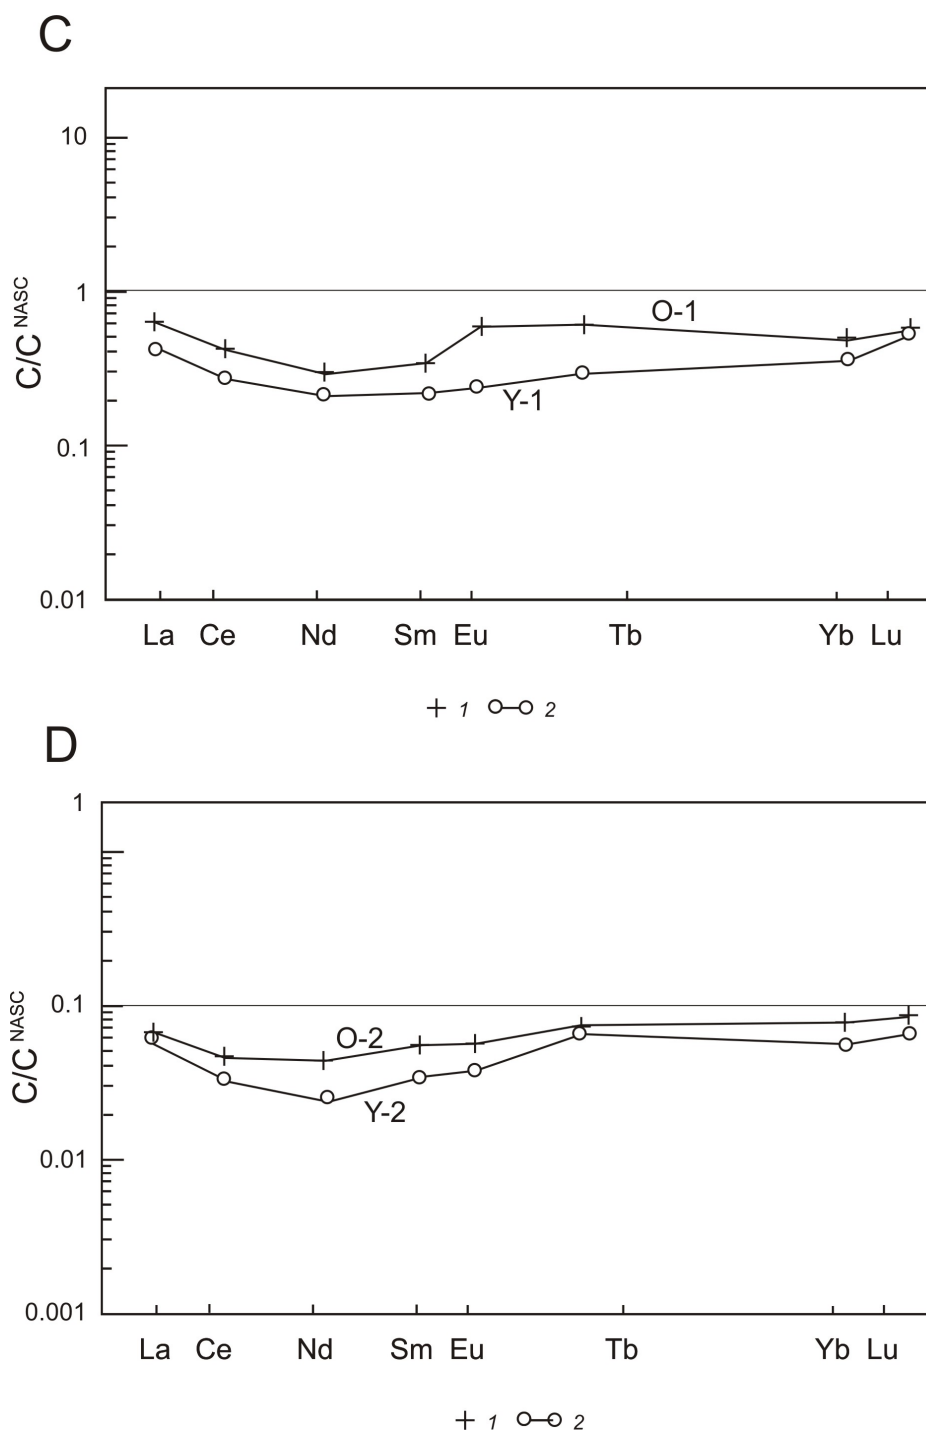 C
10
1
0.1
0.01
C/C NASC
O-1
Y-1
La Ce Nd Sm Eu Tb Yb Lu
1 2
D
1
0.1
0.01
0.001
C/C NASC
O-2
Y-2
La Ce Nd Sm Eu Tb Yb Lu
1 2